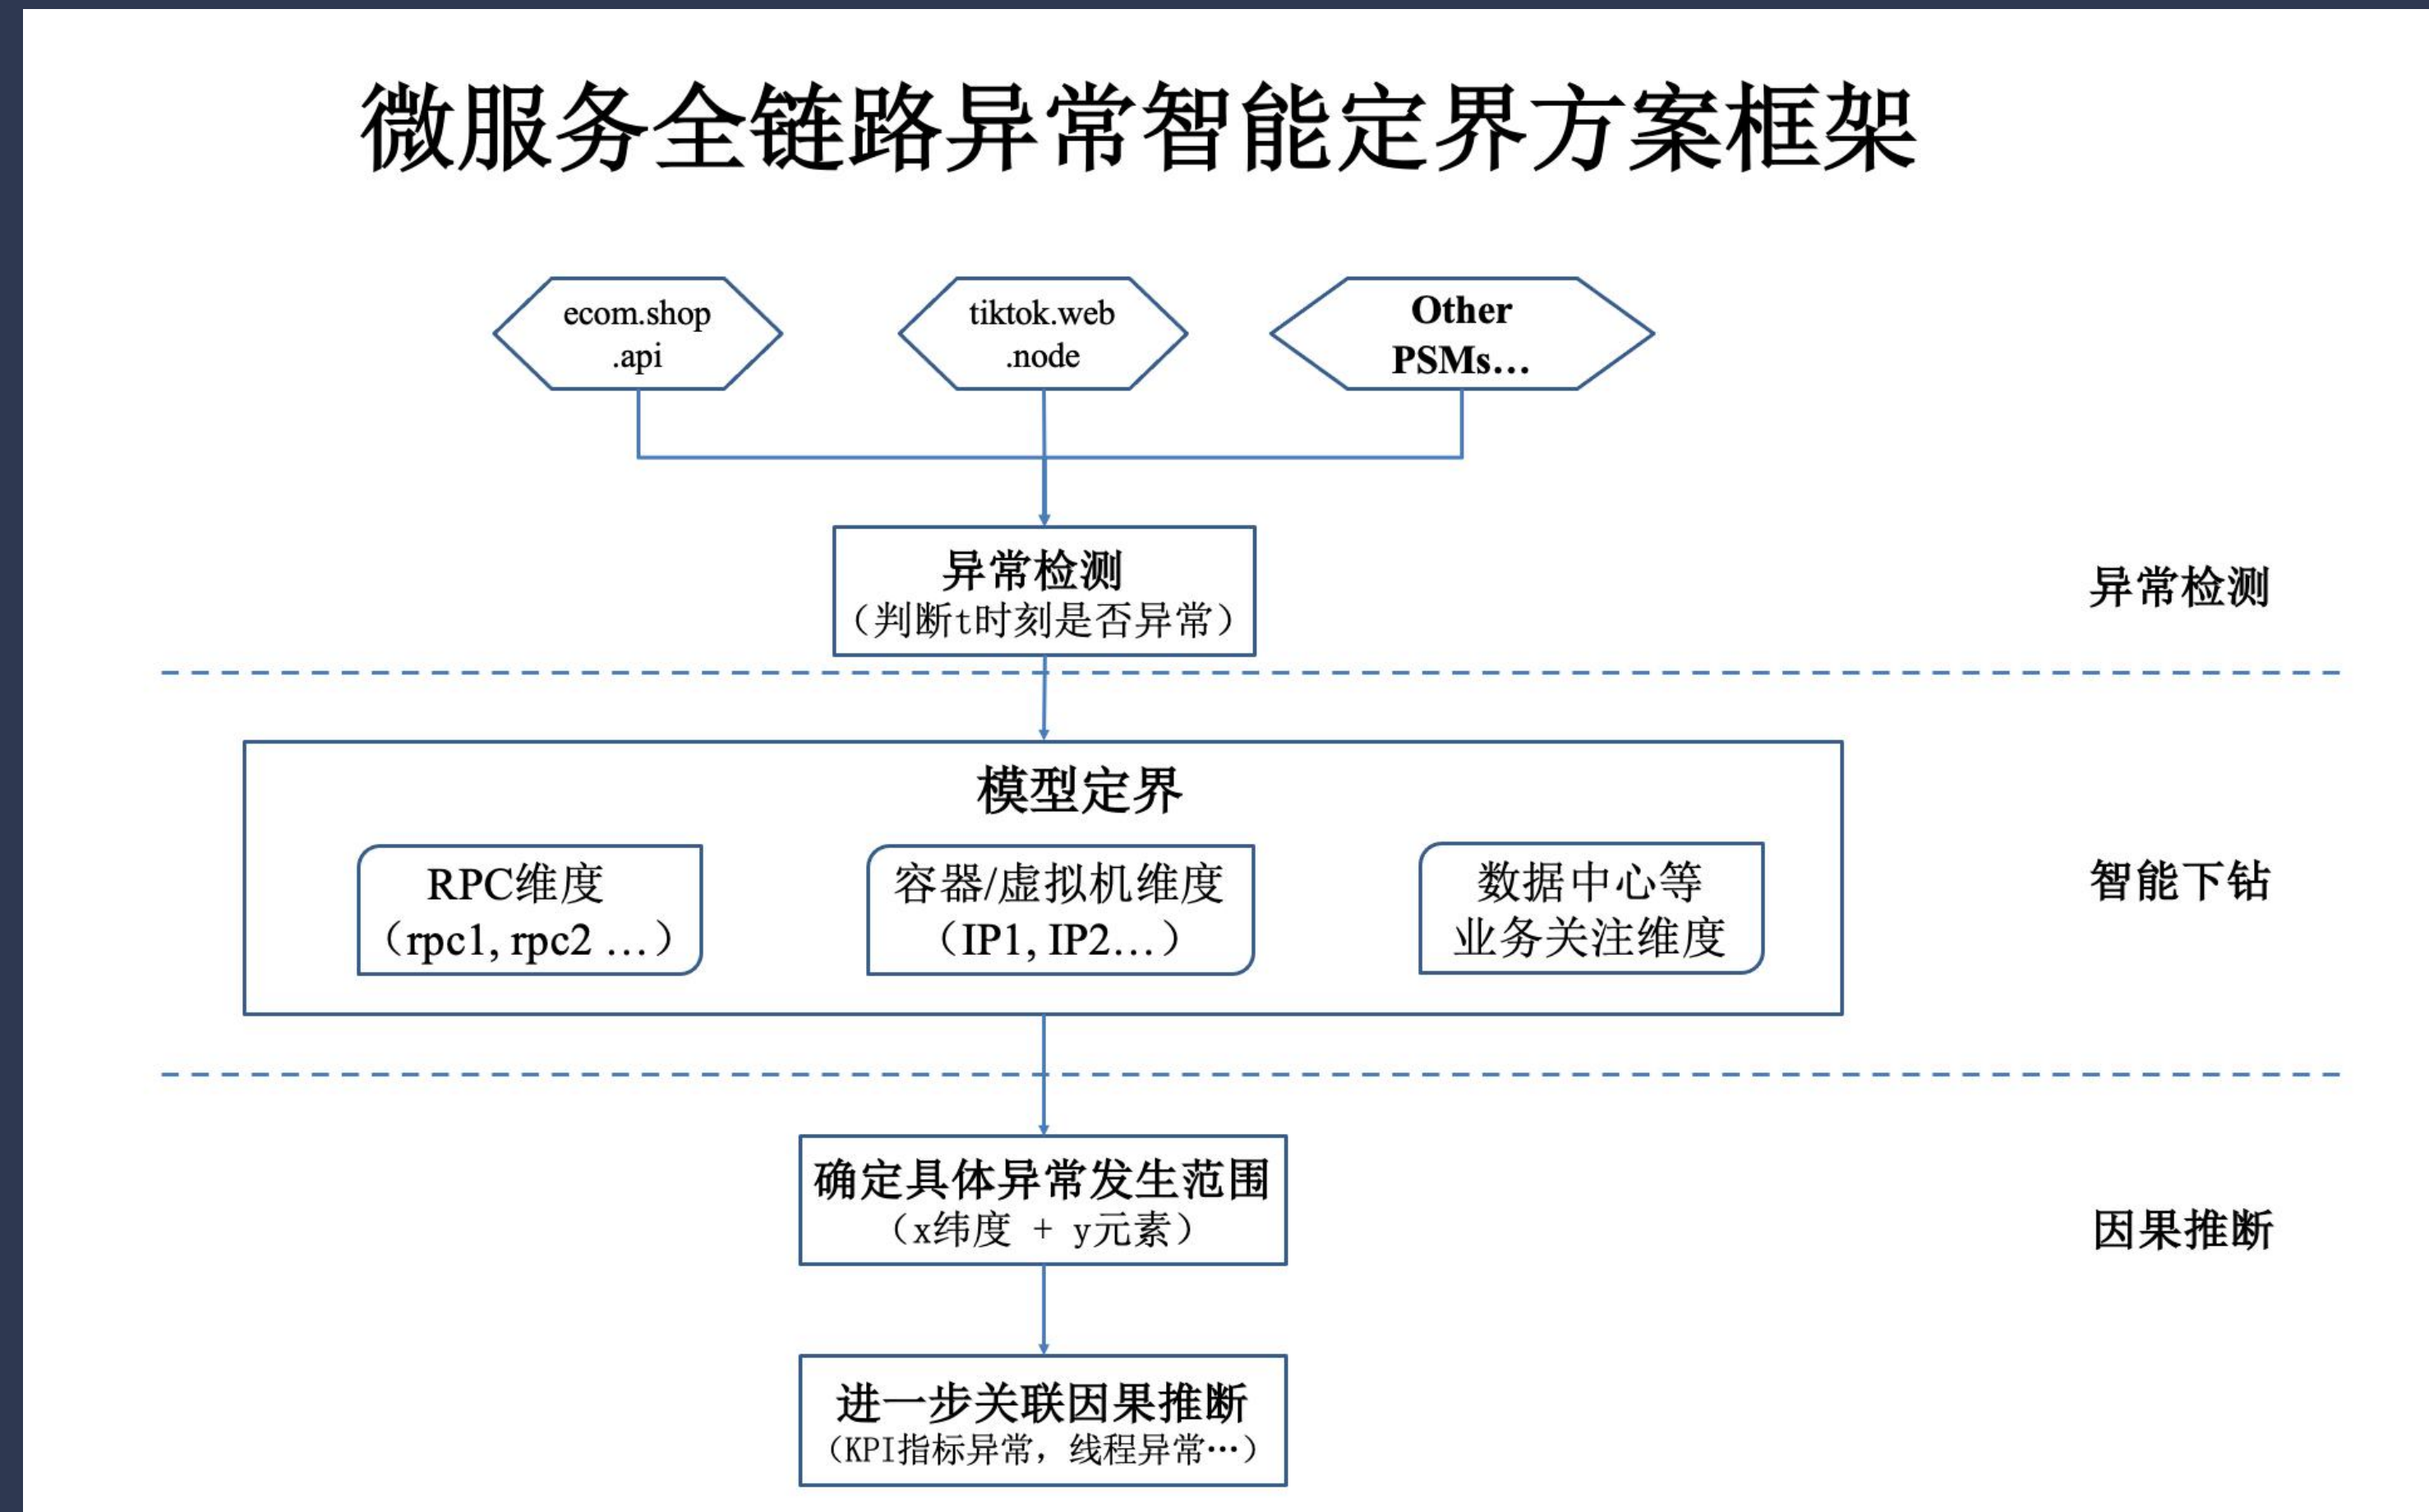 微服务全链路异常智能定界方案框架
ecom.shop
.api
tiktok.web
.node
Other
PSMs...
异常检测
（判断t时刻是否异常）
异常检测
模型定界
RPC维度
（rpc1, rpc2 ...）
容器/虚拟机维度
（IP1, IP2...）
数据中心等
业务关注维度
智能下钻
确定具体异常发生范围
（x纬度 + y元素）
因果推断
进一步关联因果推断
（KPI指标异常，线程异常…）